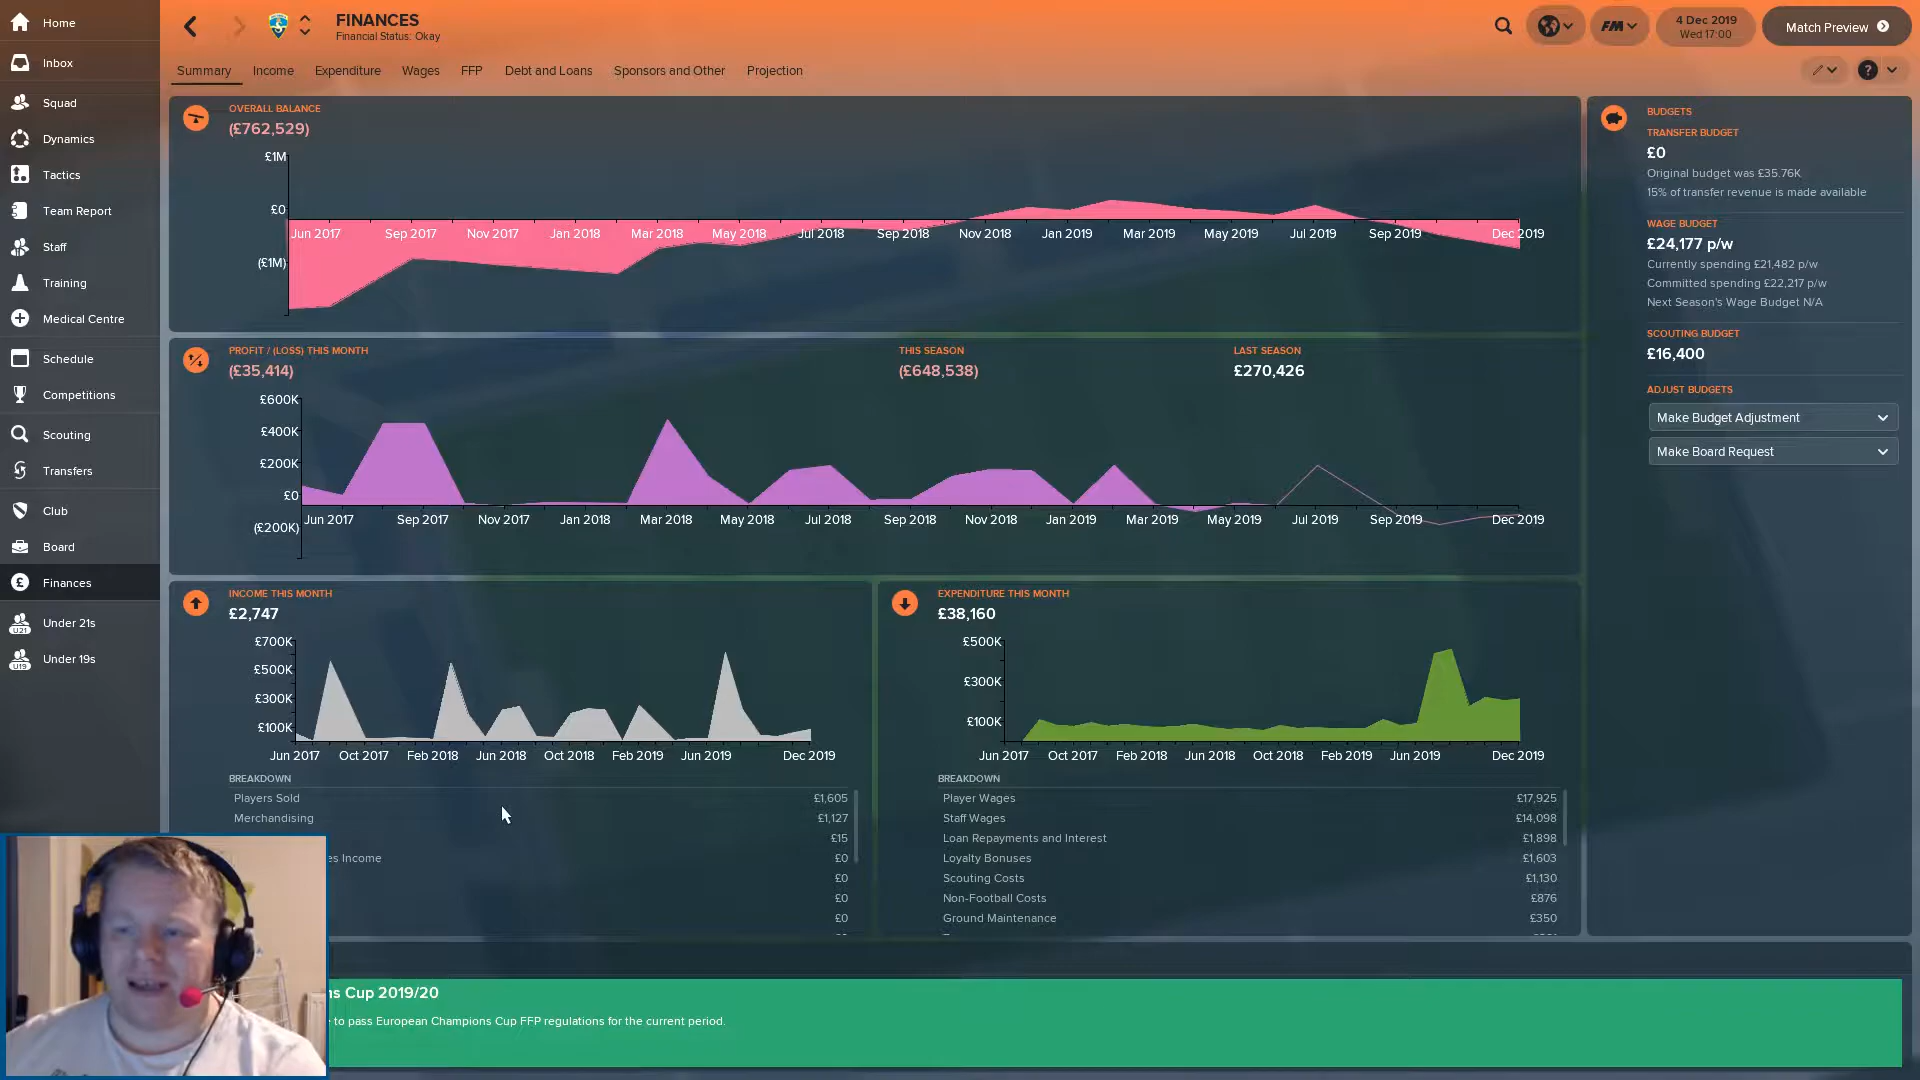 Home
Inbox
Squad
Dynamics
Tactics
Team Report
Staff
Training
Medical Centre
Schedule
Competitions
Scouting
Transfers
Club
Board
Finances
U21
Under 21s
U19
Under 19s
FINANCES
Financial Status: Okay
FM
4 Dec 2019
Wed 17:00
Match Preview
Summary Income Expenditure Wages FFP Debt and Loans Sponsors and Other Projection
?
OVERALL BALANCE
(£762,529)
£1M
£0
(£1M)
Jun 2017 Sep 2017 Nov 2017 Jan 2018 Mar 2018 May 2018 Jul 2018 Sep 2018 Nov 2018 Jan 2019 Mar 2019 May 2019 Jul 2019 Sep 2019 Dec 2019
PROFIT / (LOSS) THIS MONTH
(£35,414)
THIS SEASON
(£648,538)
LAST SEASON
£270,426
£600K
£400K
£200K
£0
(£200K)
Jun 2017 Sep 2017 Nov 2017 Jan 2018 Mar 2018 May 2018 Jul 2018 Sep 2018 Nov 2018 Jan 2019 Mar 2019 May 2019 Jul 2019 Sep 2019 Dec 2019
INCOME THIS MONTH
£2,747
£700K
£500K
£300K
£100K
Jun 2017 Oct 2017 Feb 2018 Jun 2018 Oct 2018 Feb 2019 Jun 2019 Dec 2019
BREAKDOWN
Players Sold £1,605
Merchandising £1,127
£15
es Income £0
£0
£0
£0
EXPENDITURE THIS MONTH
£38,160
£500K
£300K
£100K
Jun 2017 Oct 2017 Feb 2018 Jun 2018 Oct 2018 Feb 2019 Jun 2019 Dec 2019
BREAKDOWN
Player Wages £17,925
Staff Wages £14,098
Loan Repayments and Interest £1,898
Loyalty Bonuses £1,603
Scouting Costs £1,130
Non-Football Costs £876
Ground Maintenance £350
BUDGETS
TRANSFER BUDGET
£0
Original budget was £35.76K
15% of transfer revenue is made available
WAGE BUDGET
£24,177 p/w
Currently spending £21,482 p/w
Committed spending £22,217 p/w
Next Season's Wage Budget N/A
SCOUTING BUDGET
£16,400
ADJUST BUDGETS
Make Budget Adjustment
Make Board Request
ns Cup 2019/20
e to pass European Champions Cup FFP regulations for the current period.